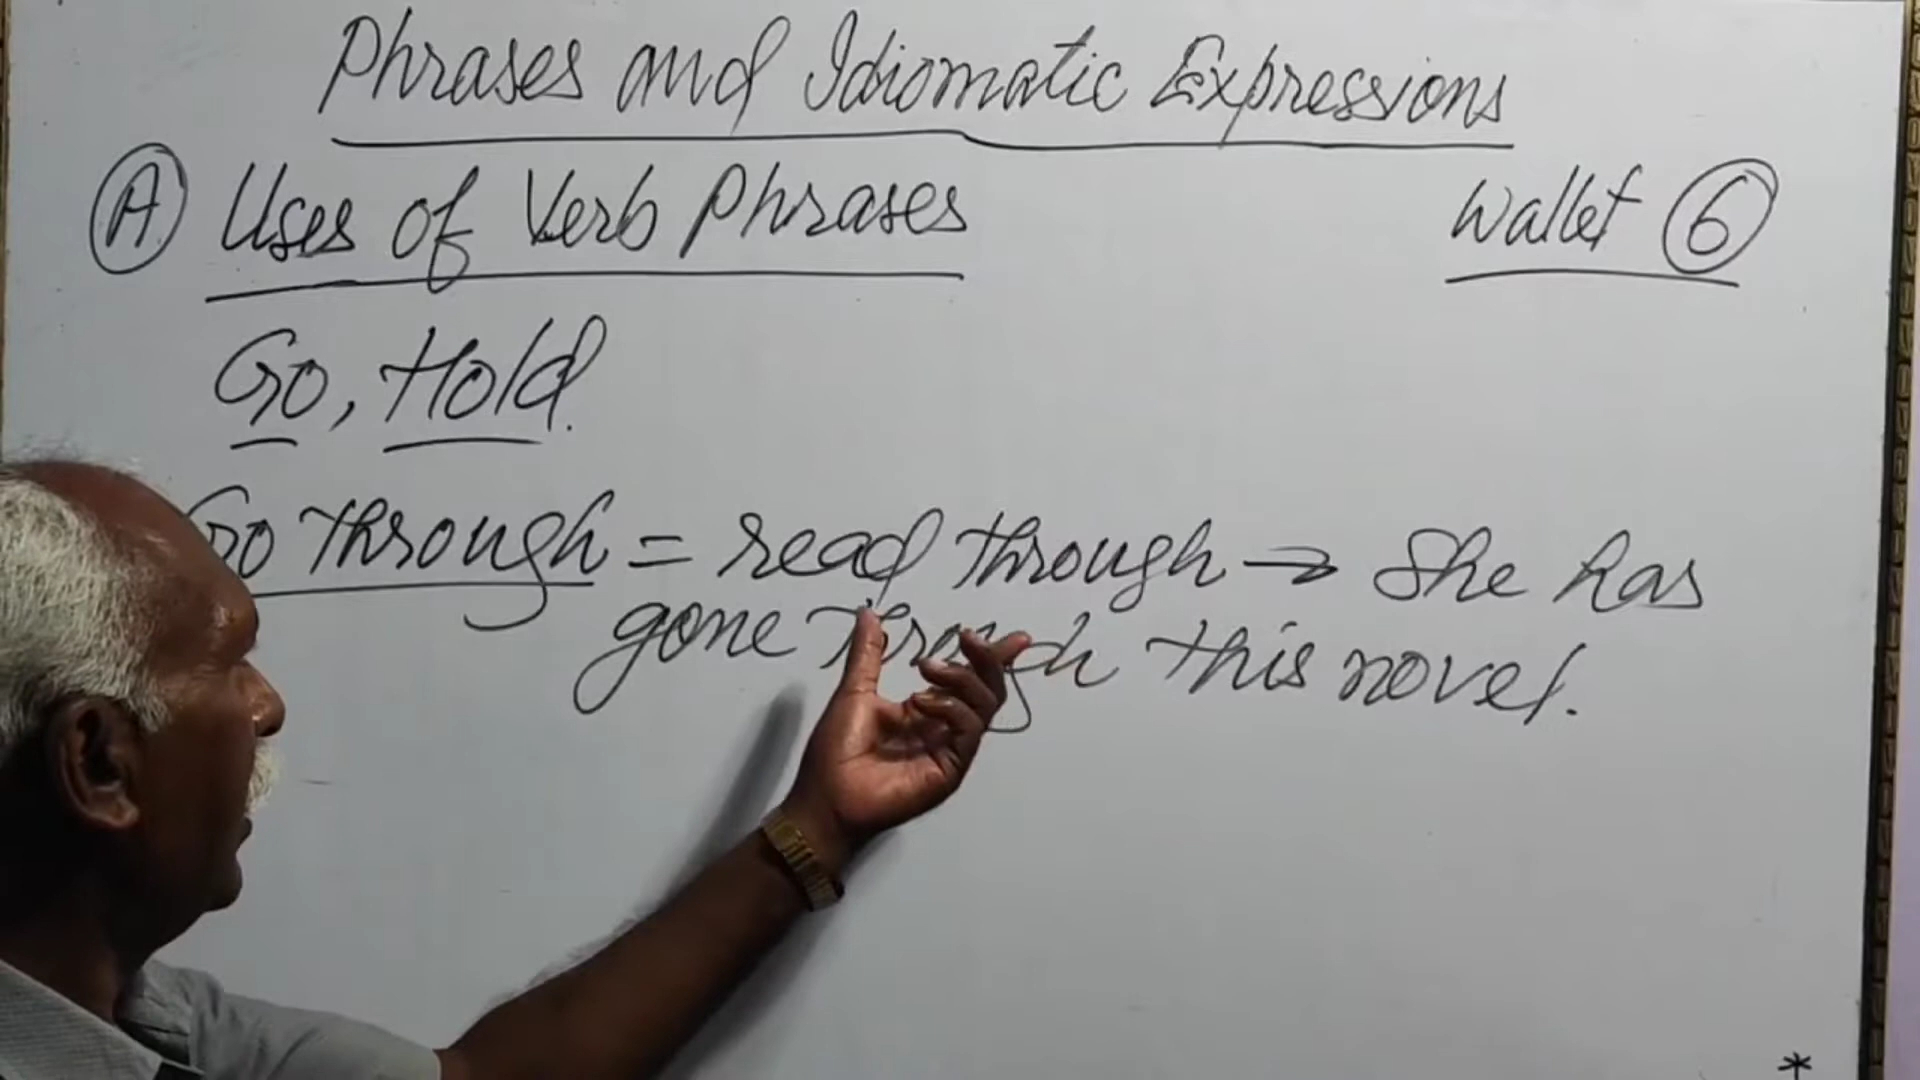 Phrases and Idiomatic Expressions
A Uses of Verb Phrases
Wallet 6
Go, Hold.
Go through = read through → She has
gone through this novel.
*